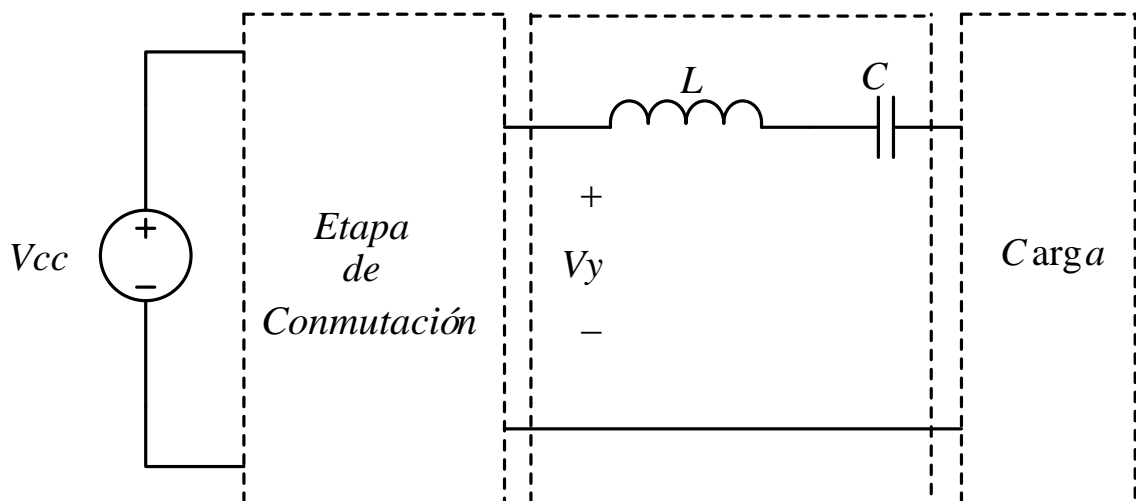 L
C
+
Etapa
de
Conmutación
+
Vcc
Vy
Carga
−
−